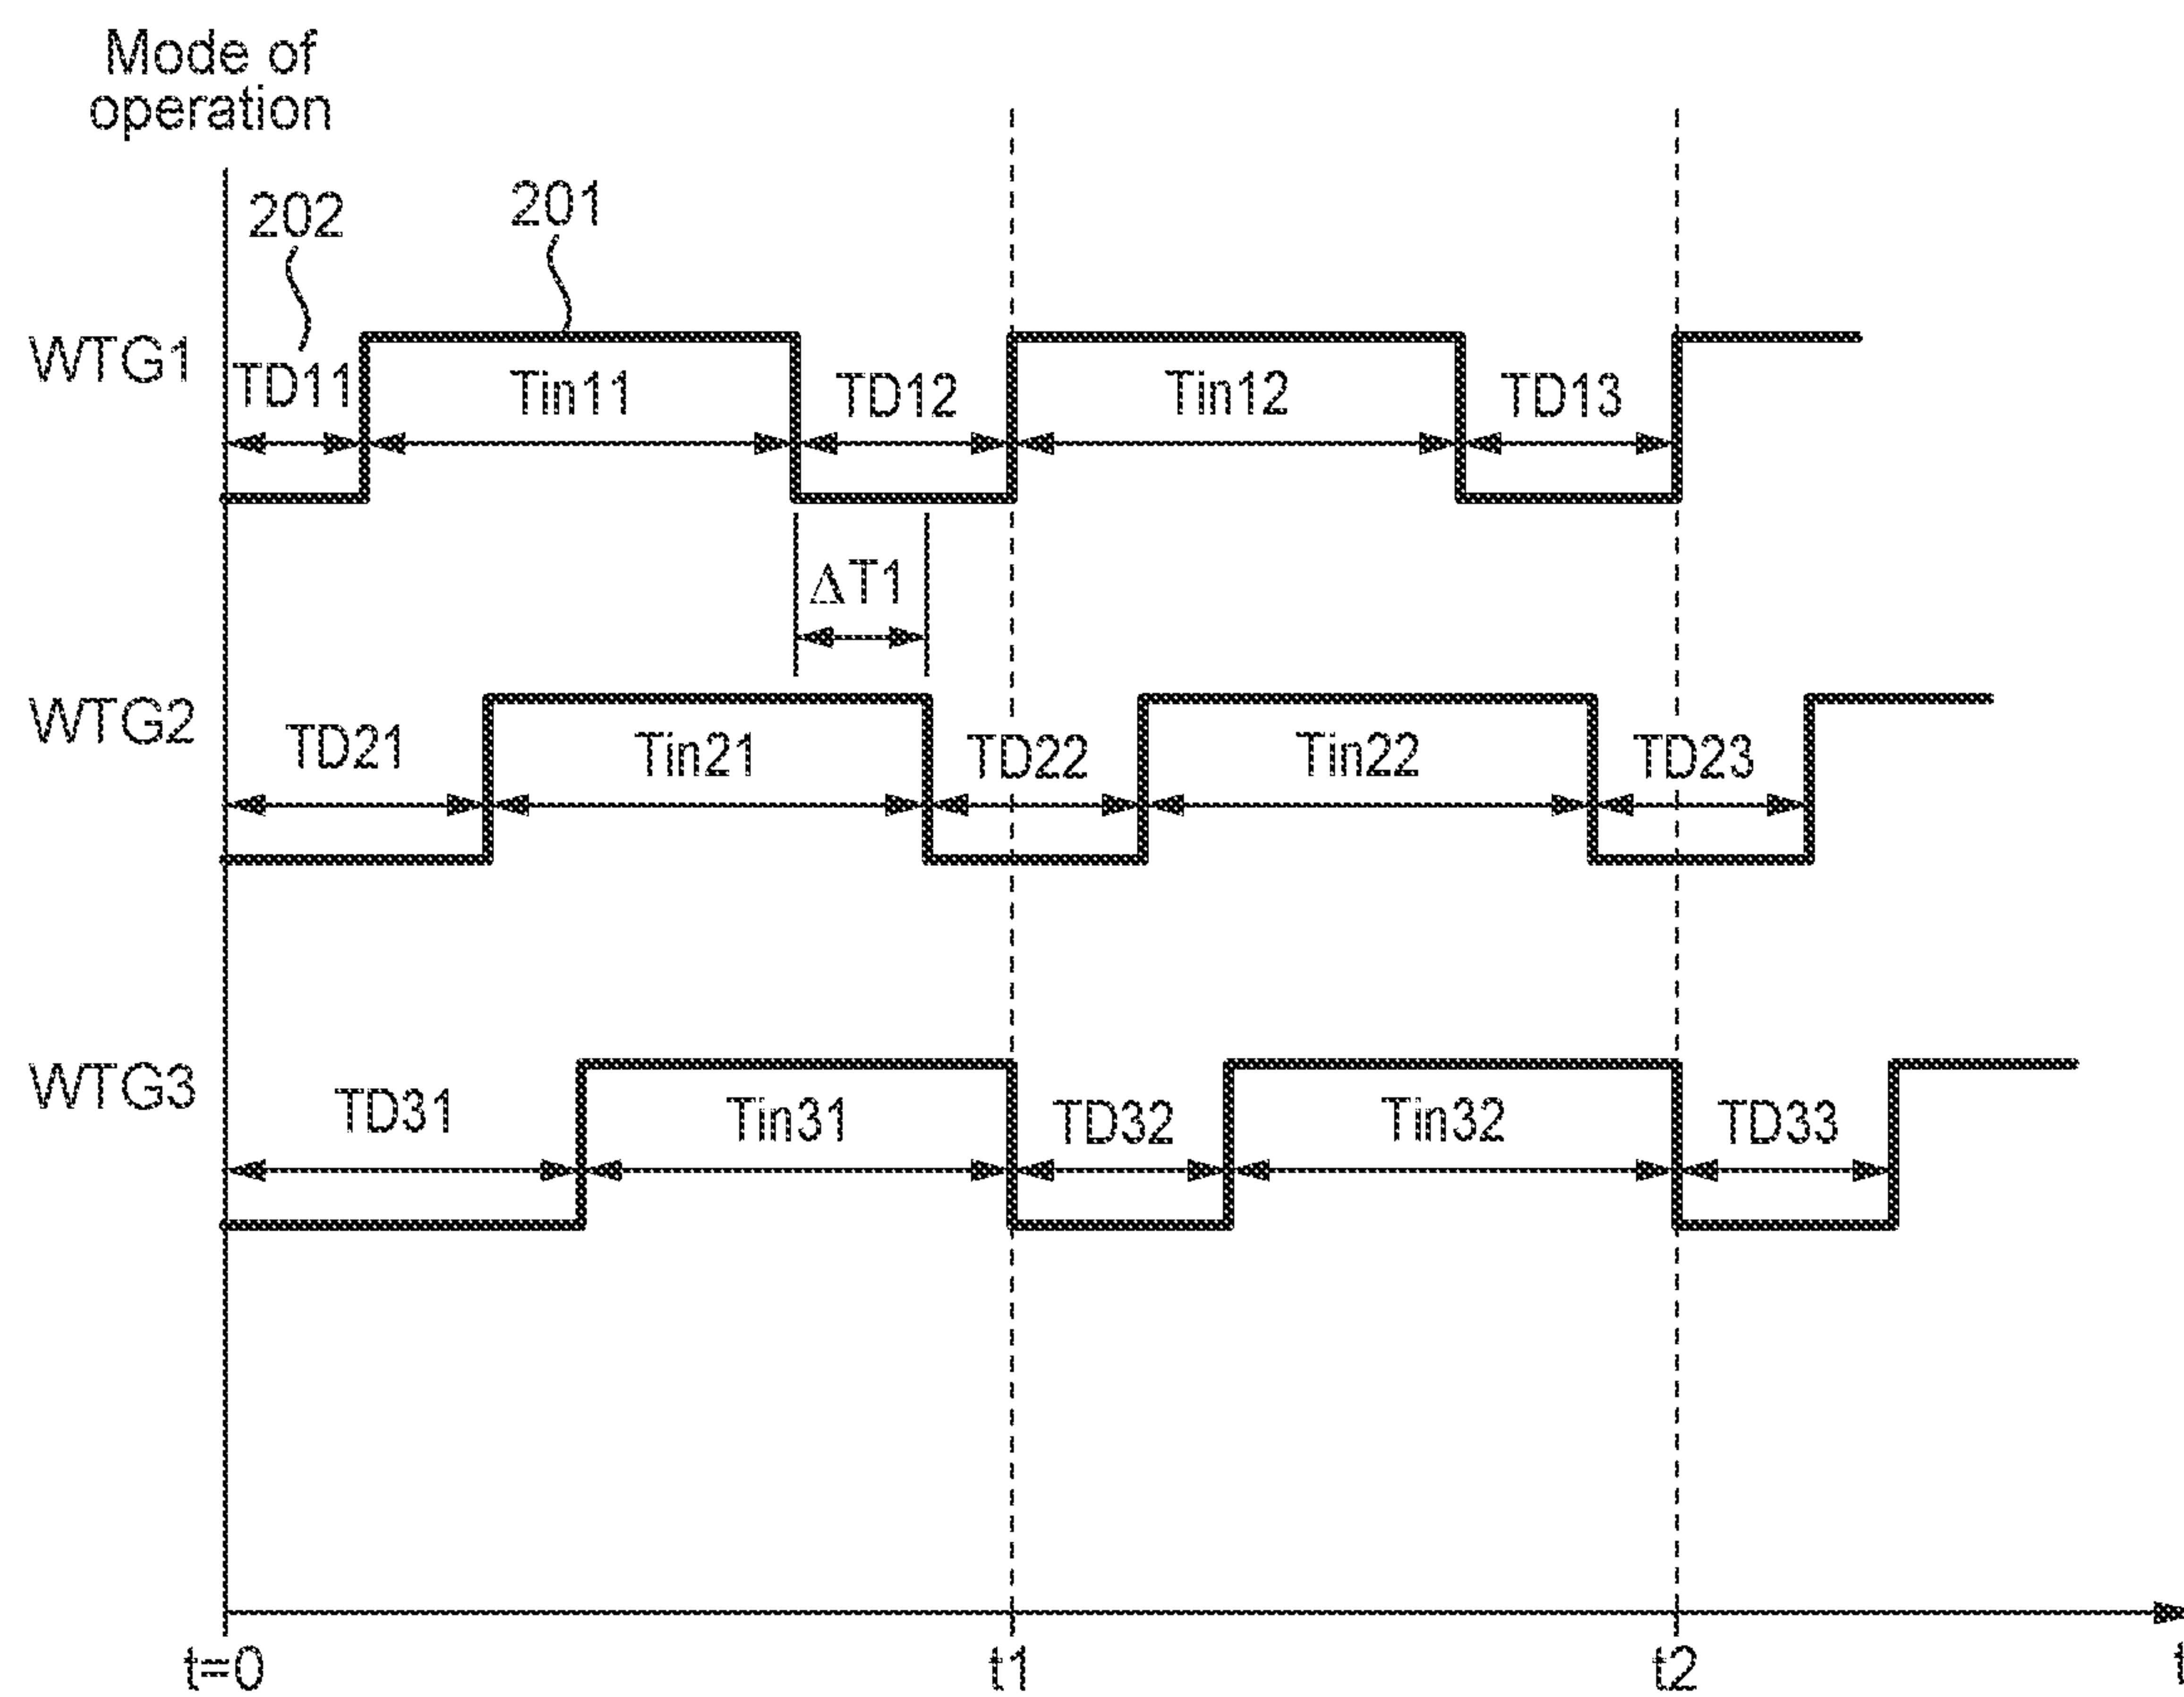 Mode of
operation
202
201
WTG1
TD11
Tin11
TD12
Tin12
TD13
ΔT1
WTG2
TD21
Tin21
TD22
Tin22
TD23
WTG3
TD31
Tin31
TD32
Tin32
TD33
t=0
t1
t2
t